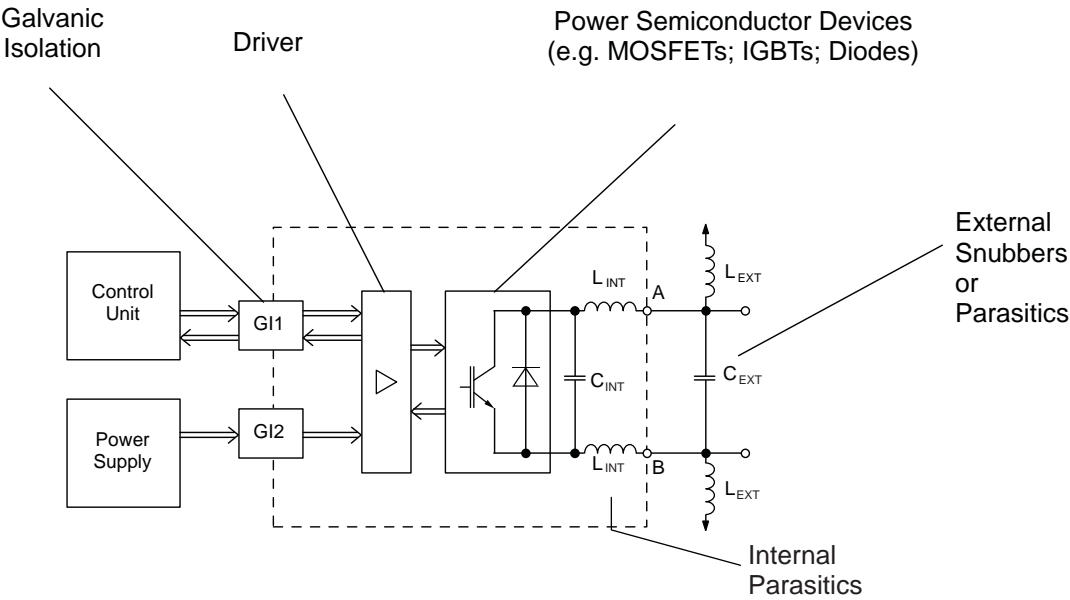 Galvanic
Isolation
Driver
Power Semiconductor Devices
(e.g. MOSFETs; IGBTs; Diodes)
External
Snubbers
or
Parasitics
Control
Unit
GI1
L INT
A
L EXT
C INT
C EXT
Power
Supply
GI2
L INT
B
L EXT
Internal
Parasitics